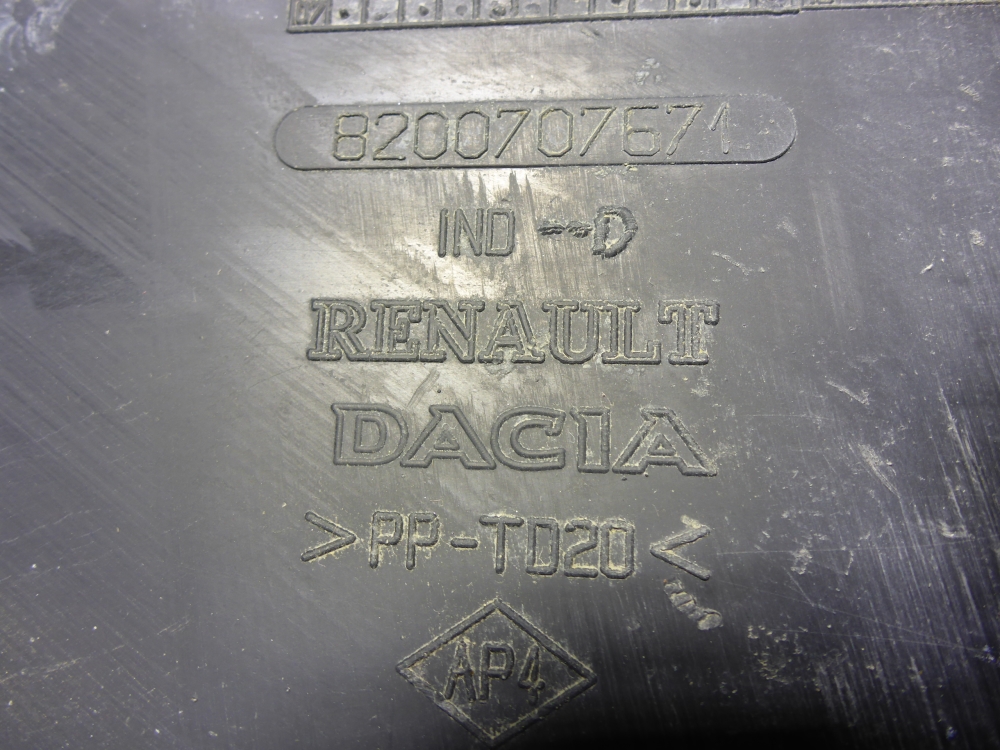 8200707671
IND --D
RENAULT
DACIA
>PP-TD20<
AP4